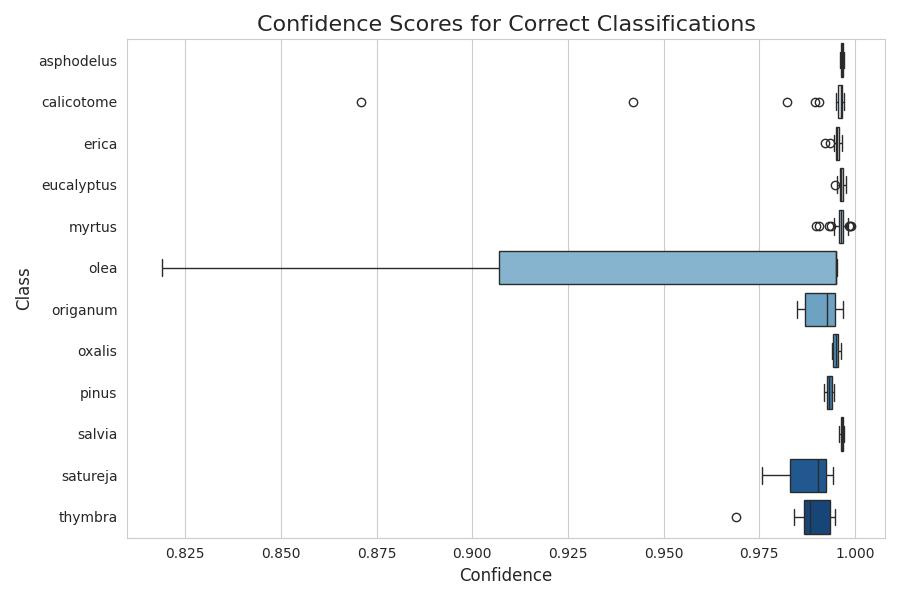 Confidence Scores for Correct Classifications
asphodelus
calicotome
erica
eucalyptus
myrtus
olea
origanum
oxalis
pinus
salvia
satureja
thymbra
Class
0.825 0.850 0.875 0.900 0.925 0.950 0.975 1.000
Confidence